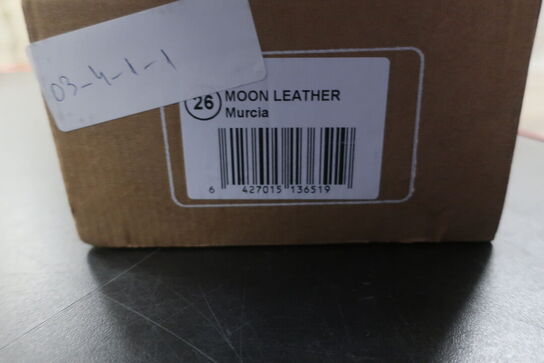 03-4-1-1
26 MOON LEATHER
Murcia
6 427015 136519